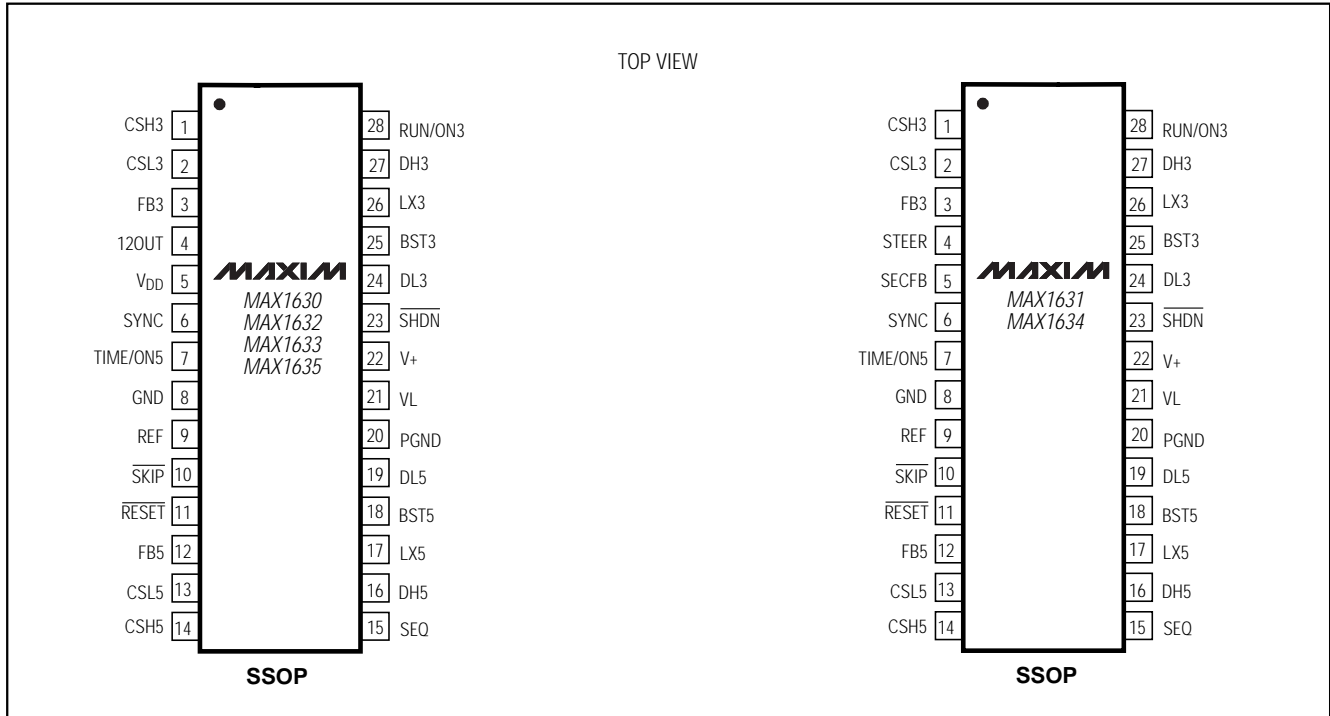 TOP VIEW
CSH3 1
CSL3 2
FB3 3
12OUT 4
VDD 5
SYNC 6
TIME/ON5 7
GND 8
REF 9
SKIP 10
RESET 11
FB5 12
CSL5 13
CSH5 14
MAXIM
MAX1630
MAX1632
MAX1633
MAX1635
28 RUN/ON3
27 DH3
26 LX3
25 BST3
24 DL3
23 SHDN
22 V+
21 VL
20 PGND
19 DL5
18 BST5
17 LX5
16 DH5
15 SEQ
SSOP
CSH3 1
CSL3 2
FB3 3
STEER 4
SECFB 5
SYNC 6
TIME/ON5 7
GND 8
REF 9
SKIP 10
RESET 11
FB5 12
CSL5 13
CSH5 14
MAXIM
MAX1631
MAX1634
28 RUN/ON3
27 DH3
26 LX3
25 BST3
24 DL3
23 SHDN
22 V+
21 VL
20 PGND
19 DL5
18 BST5
17 LX5
16 DH5
15 SEQ
SSOP